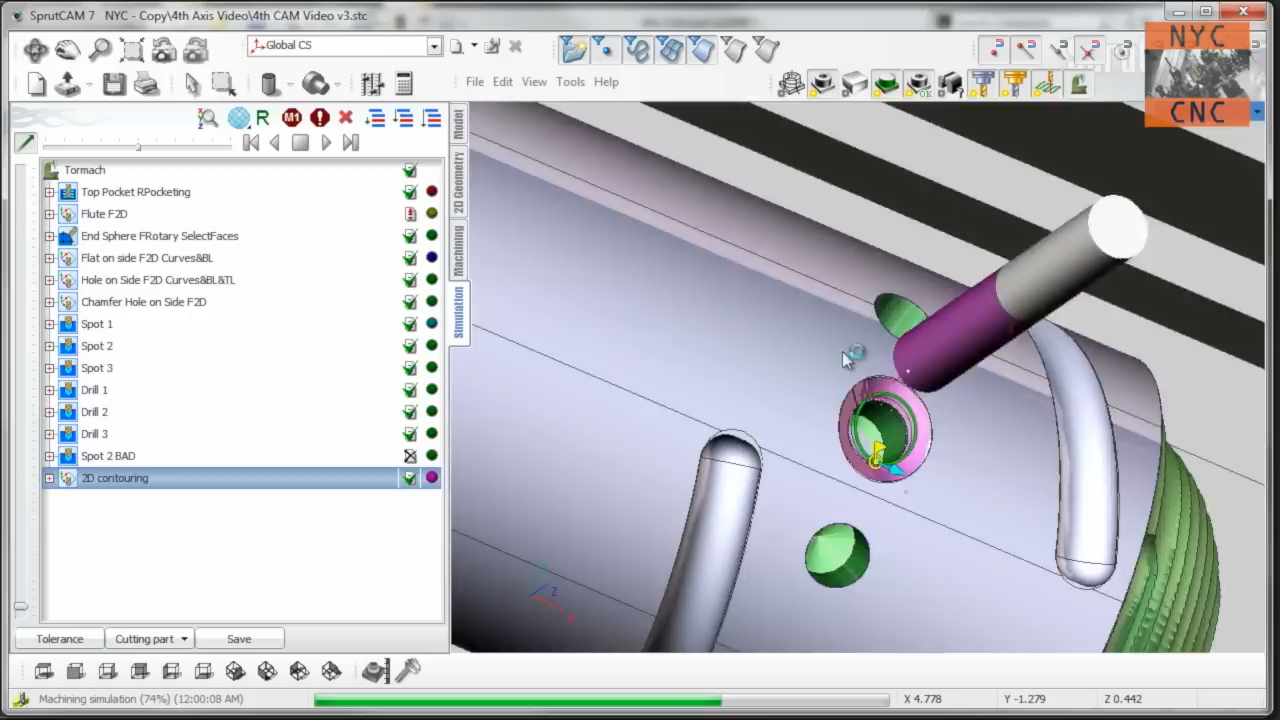 SprutCAM 7 NYC - Copy\4th Axis Video\4th CAM Video v3.stc
NYC
CNC
Global CS
File Edit View Tools Help
R M1
OK
Model
2D Geometry
Machining
Simulation
Tormach
Top Pocket RPocketing
Flute F2D
End Sphere FRotary SelectFaces
Flat on side F2D Curves&BL
Hole on Side F2D Curves&BL&TL
Chamfer Hole on Side F2D
Spot 1
Spot 2
Spot 3
Drill 1
Drill 2
Drill 3
Spot 2 BAD
2D contouring
Z
Tolerance Cutting part Save
Machining simulation (74%) (12:00:08 AM) X 4.778 Y -1.279 Z 0.442